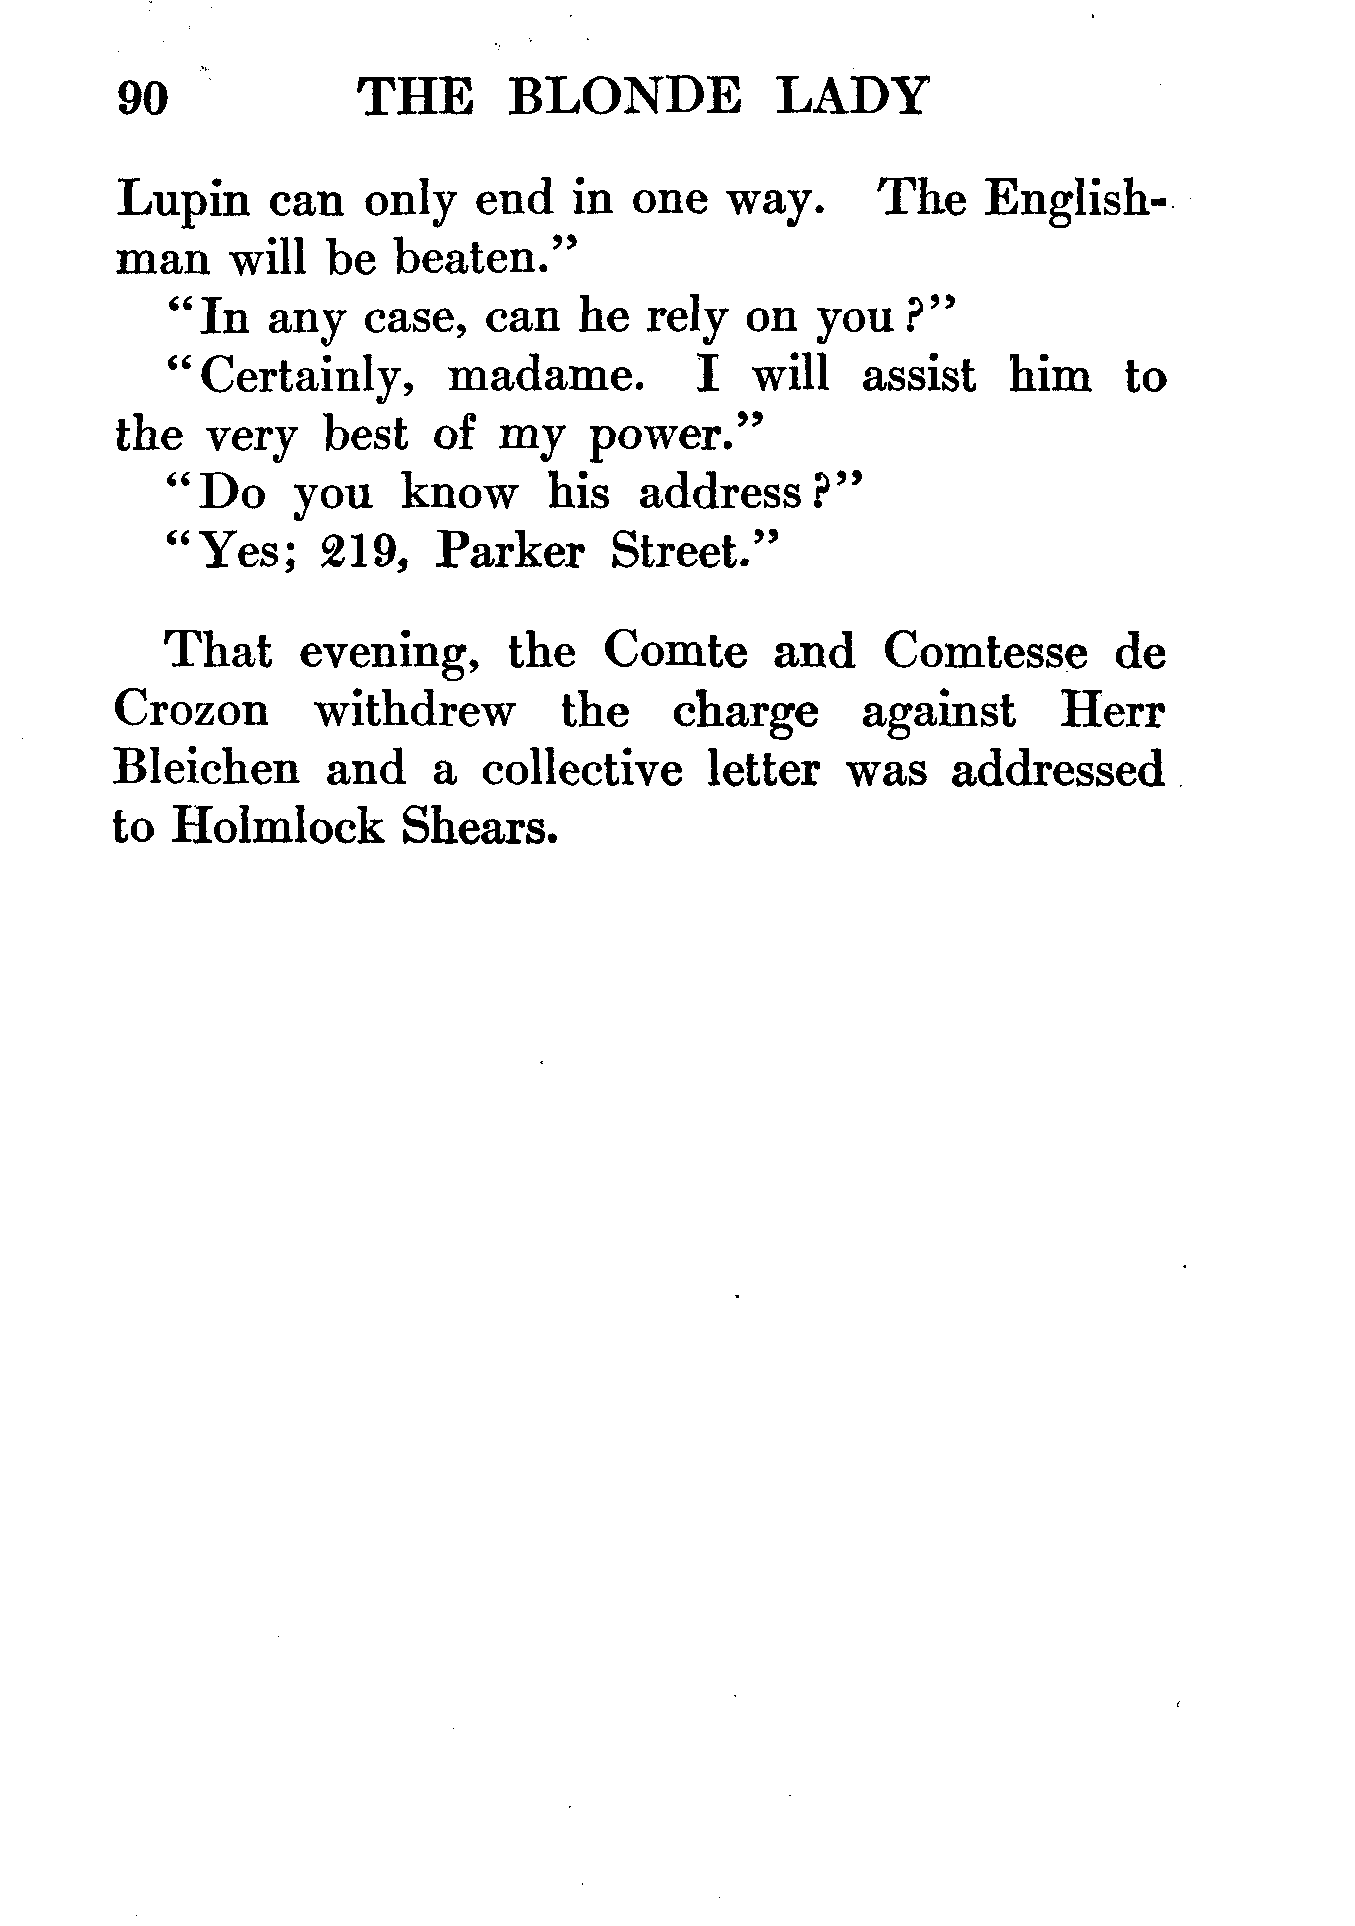 90 THE BLONDE LADY
Lupin can only end in one way. The English-
man will be beaten.”
“In any case, can he rely on you?”
“Certainly, madame. I will assist him to
the very best of my power.”
“Do you know his address?”
“Yes; 219, Parker Street.”
That evening, the Comte and Comtesse de
Crozon withdrew the charge against Herr
Bleichen and a collective letter was addressed
to Holmlock Shears.